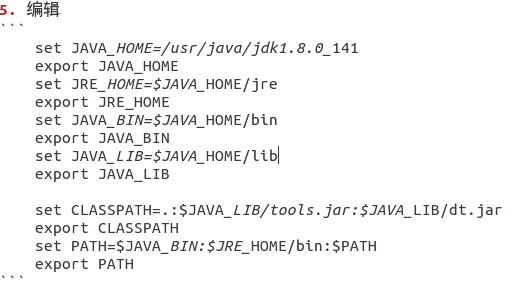 5. 编辑
```
set JAVA_HOME=/usr/java/jdk1.8.0_141
export JAVA_HOME
set JRE_HOME=$JAVA_HOME/jre
export JRE_HOME
set JAVA_BIN=$JAVA_HOME/bin
export JAVA_BIN
set JAVA_LIB=$JAVA_HOME/lib
export JAVA_LIB
set CLASSPATH=.:$JAVA_LIB/tools.jar:$JAVA_LIB/dt.jar
export CLASSPATH
set PATH=$JAVA_BIN:$JRE_HOME/bin:$PATH
export PATH
```